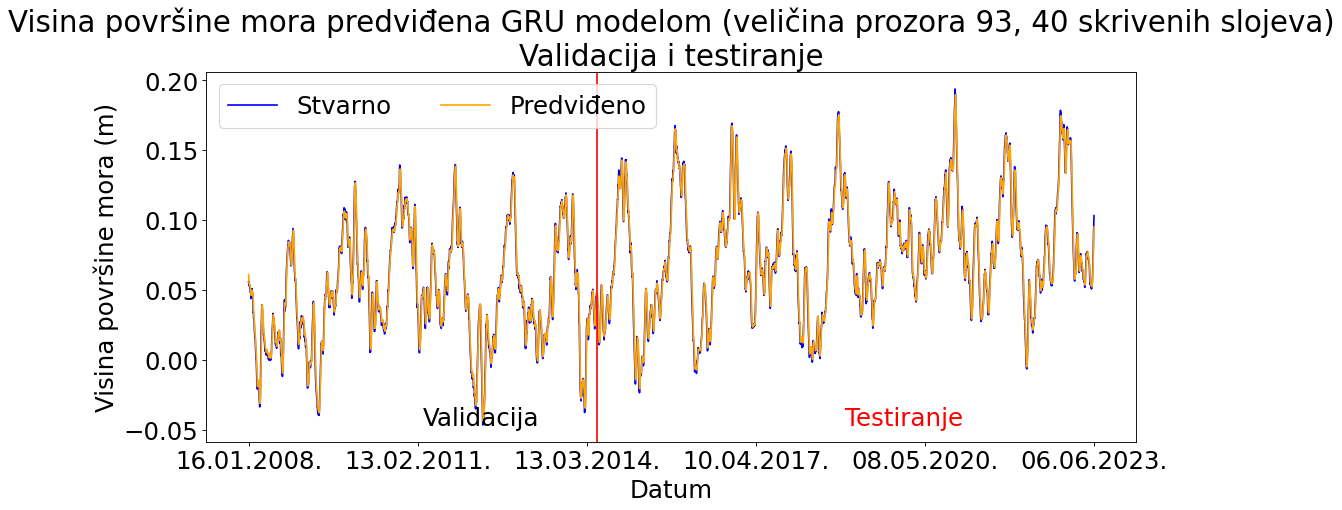 Visina površine mora predviđena GRU modelom (veličina prozora 93, 40 skrivenih slojeva)
Validacija i testiranje
Stvarno Predviđeno
Visina površine mora (m)
0.20
0.15
0.10
0.05
0.00
−0.05
Validacija Testiranje
16.01.2008. 13.02.2011. 13.03.2014. 10.04.2017. 08.05.2020. 06.06.2023.
Datum